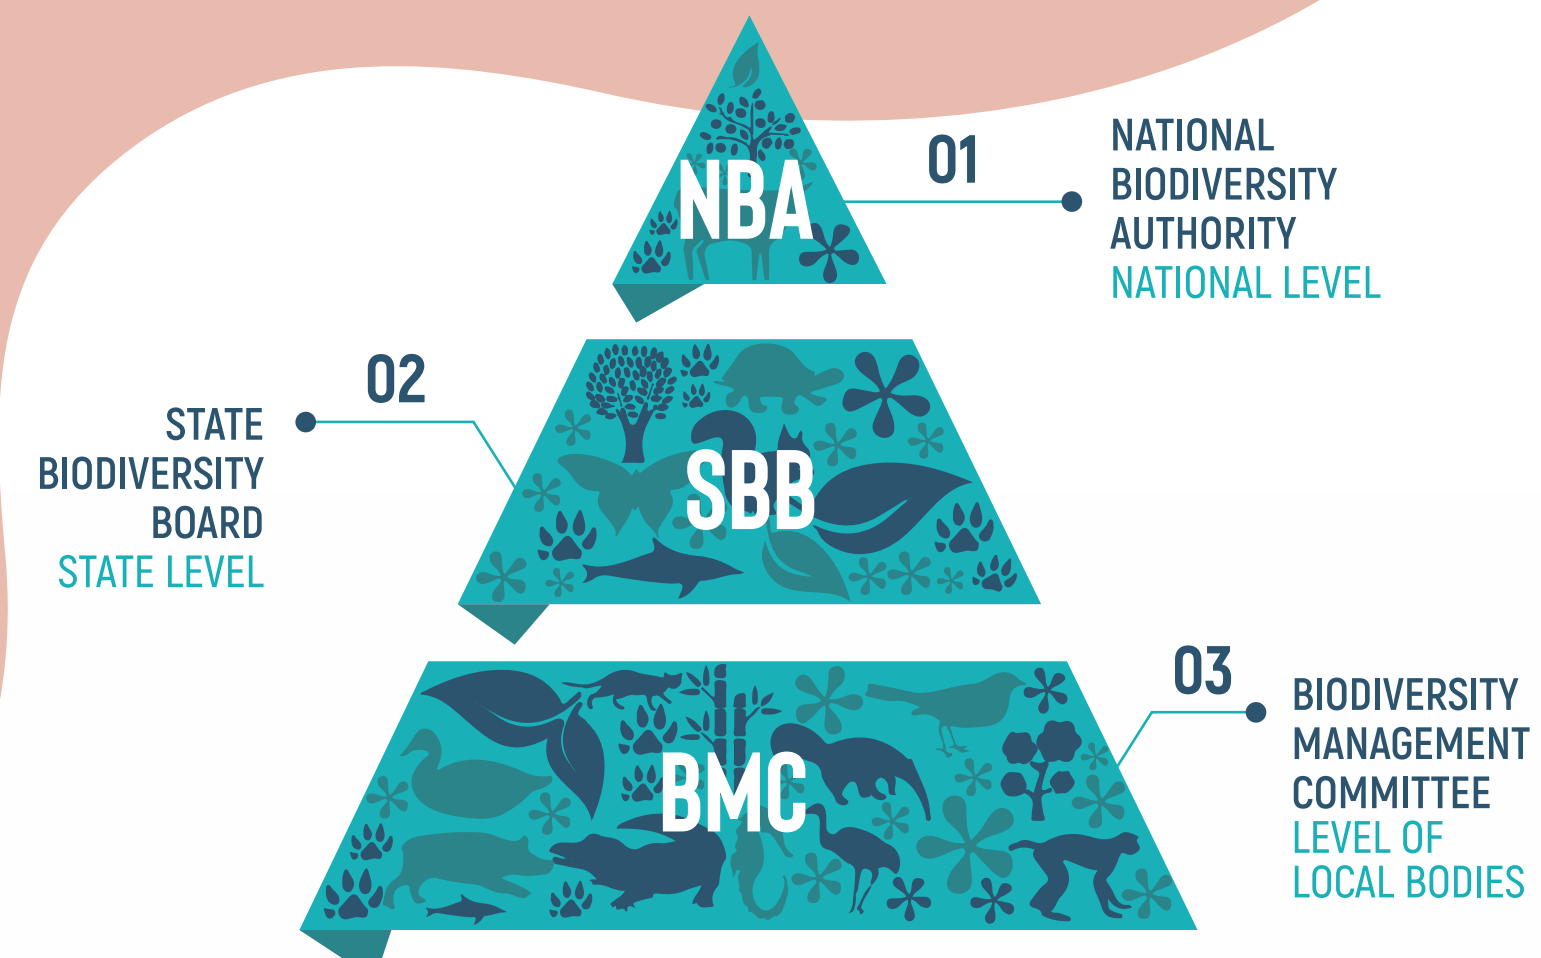 NBA
01
NATIONAL
BIODIVERSITY
AUTHORITY
NATIONAL LEVEL
02
STATE
BIODIVERSITY
BOARD
STATE LEVEL
SBB
03
BIODIVERSITY
MANAGEMENT
COMMITTEE
LEVEL OF
LOCAL BODIES
BMC